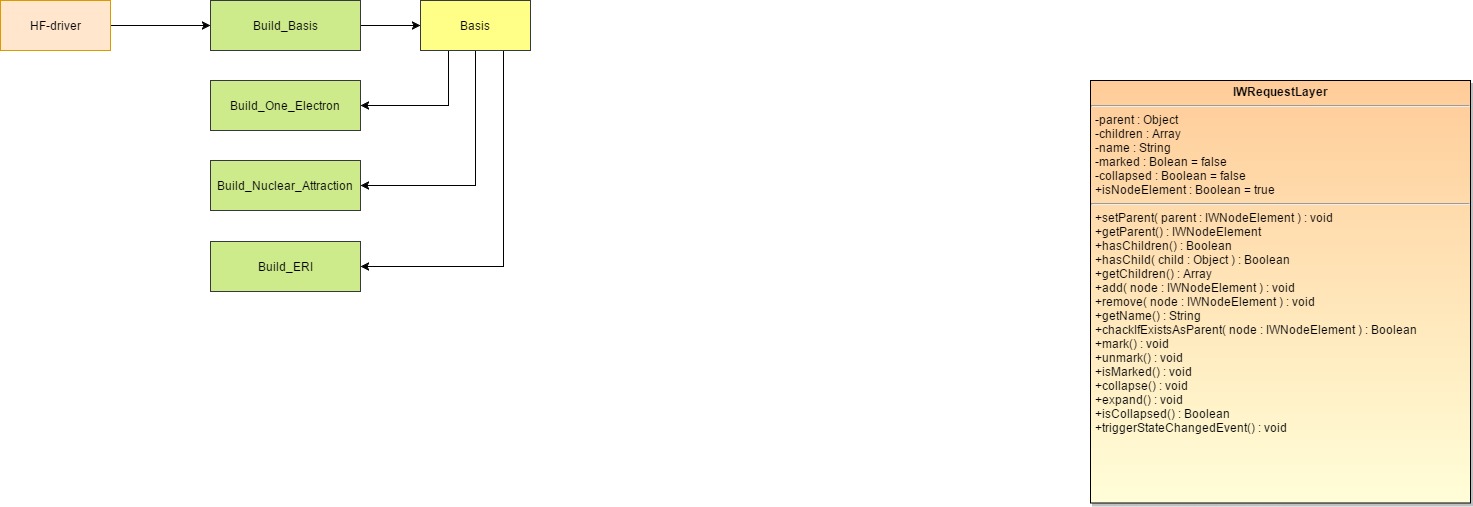 HF-driver
Build_Basis
Basis
Build_One_Electron
Build_Nuclear_Attraction
Build_ERI
IWRequestLayer
-parent : Object
-children : Array
-name : String
-marked : Bolean = false
-collapsed : Boolean = false
+isNodeElement : Boolean = true
+setParent( parent : IWNodeElement ) : void
+getParent() : IWNodeElement
+hasChildren() : Boolean
+hasChild( child : Object ) : Boolean
+getChildren() : Array
+add( node : IWNodeElement ) : void
+remove( node : IWNodeElement ) : void
+getName() : String
+chackIfExistsAsParent( node : IWNodeElement ) : Boolean
+mark() : void
+unmark() : void
+isMarked() : void
+collapse() : void
+expand() : void
+isCollapsed() : Boolean
+triggerStateChangedEvent() : void